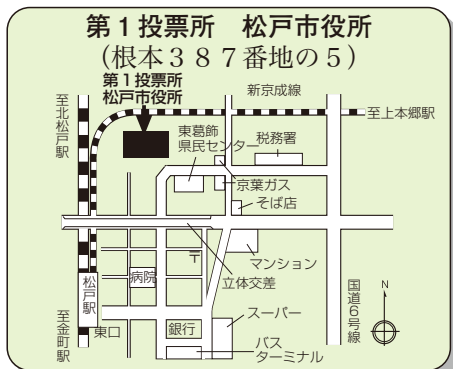 第1投票所 松戸市役所
(根本387番地の5)
第1投票所
松戸市役所
新京成線
至北松戸駅
至上本郷駅
東葛飾
県民センター
税務署
京葉ガス
そば店
〒
マンション
病院
立体交差
松戸駅
国道6号線
N
至金町駅
東口
銀行
スーパー
バス
ターミナル